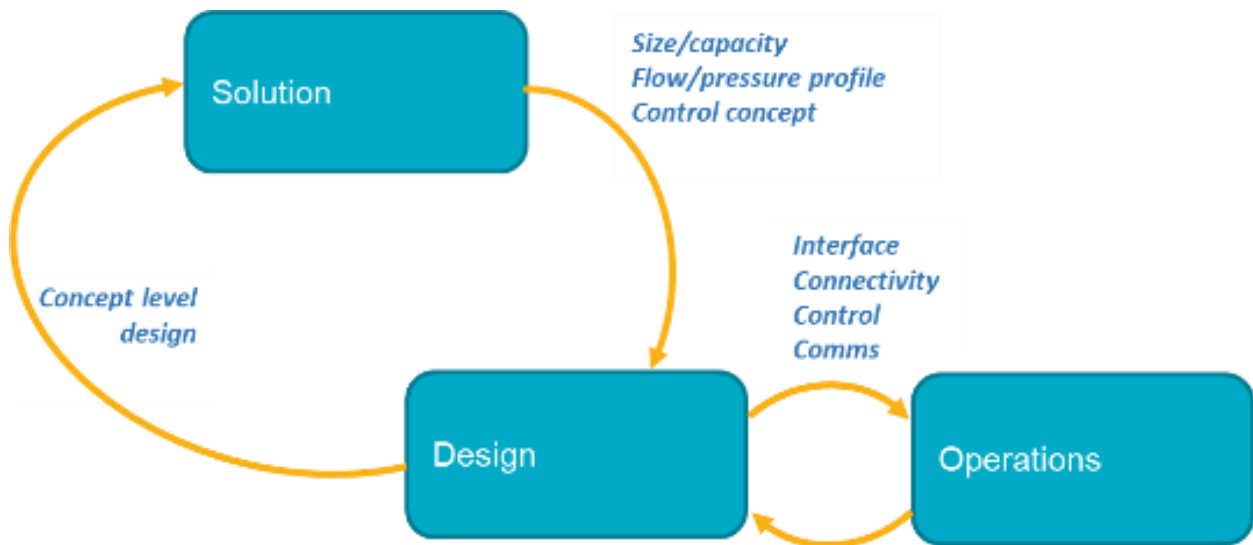 Solution
Size/capacity
Flow/pressure profile
Control concept
Concept level
design
Interface
Connectivity
Control
Comms
Design
Operations